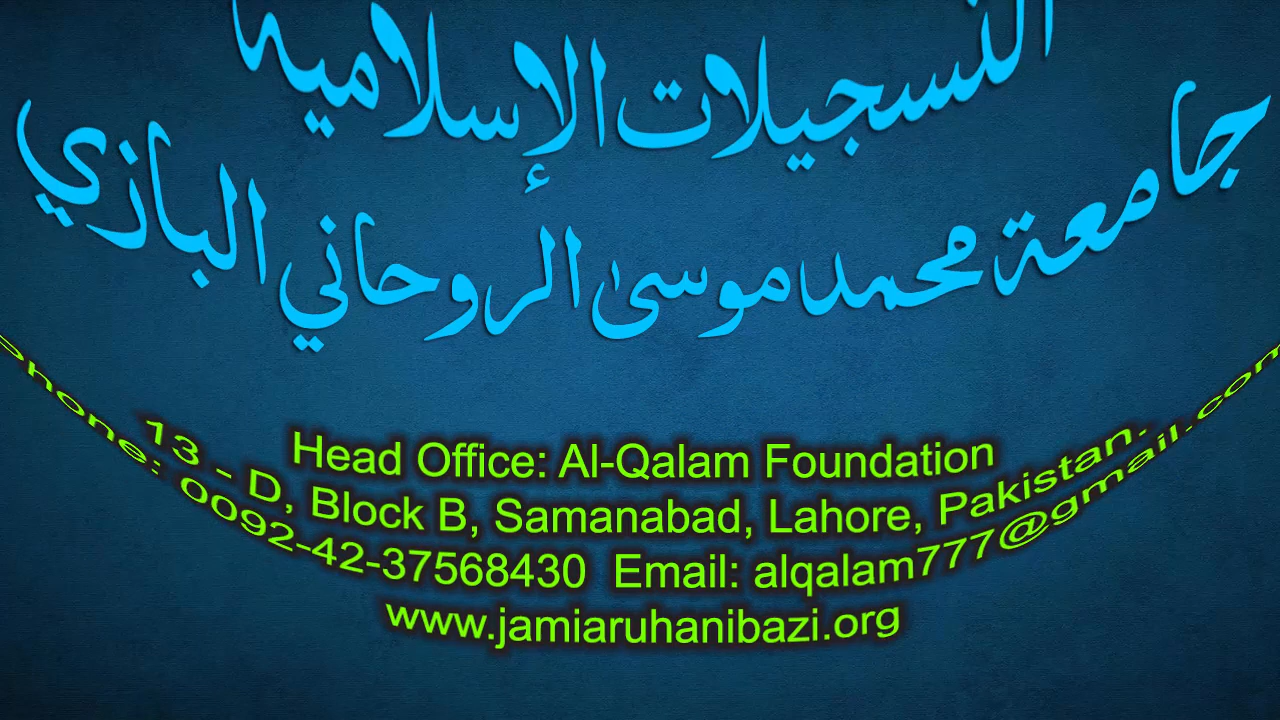 التسجيلات الإسلامية
جامعة محمد موسىٰ الروحاني البازي
Head Office: Al-Qalam Foundation
13 - D, Block B, Samanabad, Lahore, Pakistan.
Phone: 0092-42-37568430 Email: alqalam777@gmail.com
www.jamiaruhanibazi.org